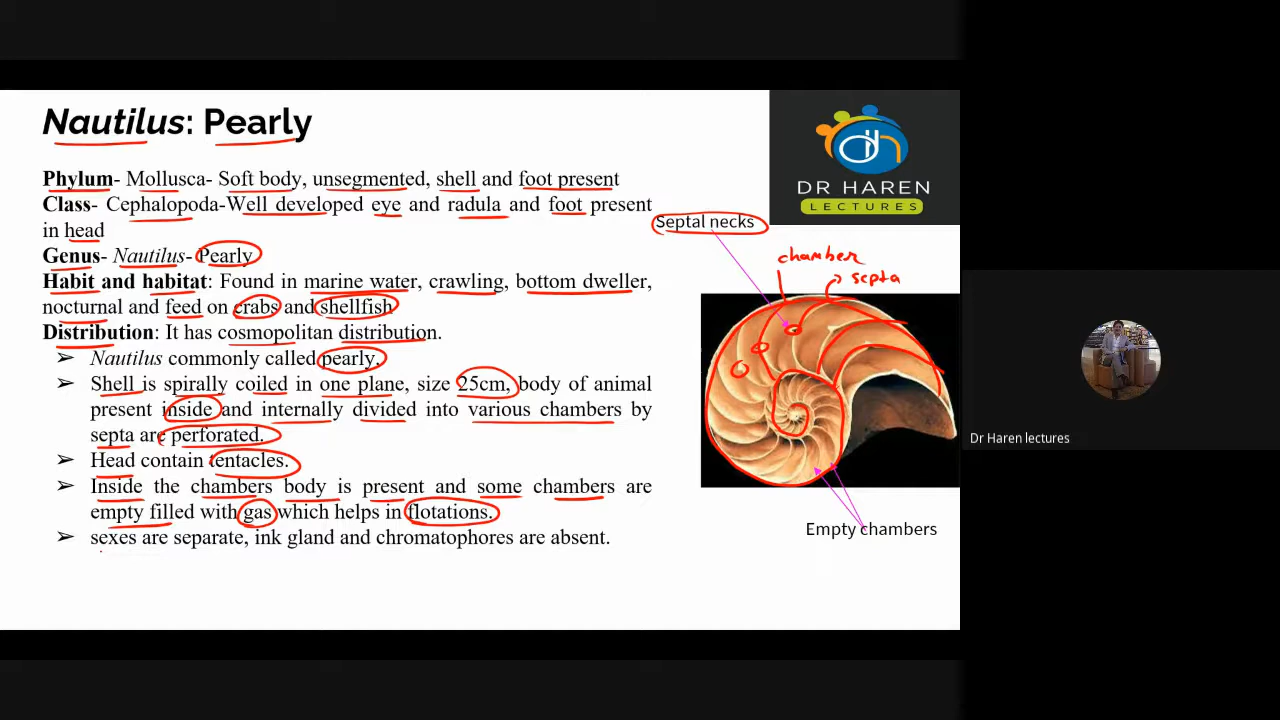 Nautilus: Pearly
DR HAREN
LECTURES
Phylum- Mollusca- Soft body, unsegmented, shell and foot present
Class- Cephalopoda-Well developed eye and radula and foot present
in head
Genus- Nautilus- Pearly
Habit and habitat: Found in marine water, crawling, bottom dweller,
nocturnal and feed on crabs and shellfish
Distribution: It has cosmopolitan distribution.
➢ Nautilus commonly called pearly.
➢ Shell is spirally coiled in one plane, size 25cm, body of animal
present inside and internally divided into various chambers by
septa are perforated.
➢ Head contain tentacles.
➢ Inside the chambers body is present and some chambers are
empty filled with gas which helps in flotations.
➢ sexes are separate, ink gland and chromatophores are absent.
Septal necks
chamber
septa
Empty chambers
Dr Haren lectures